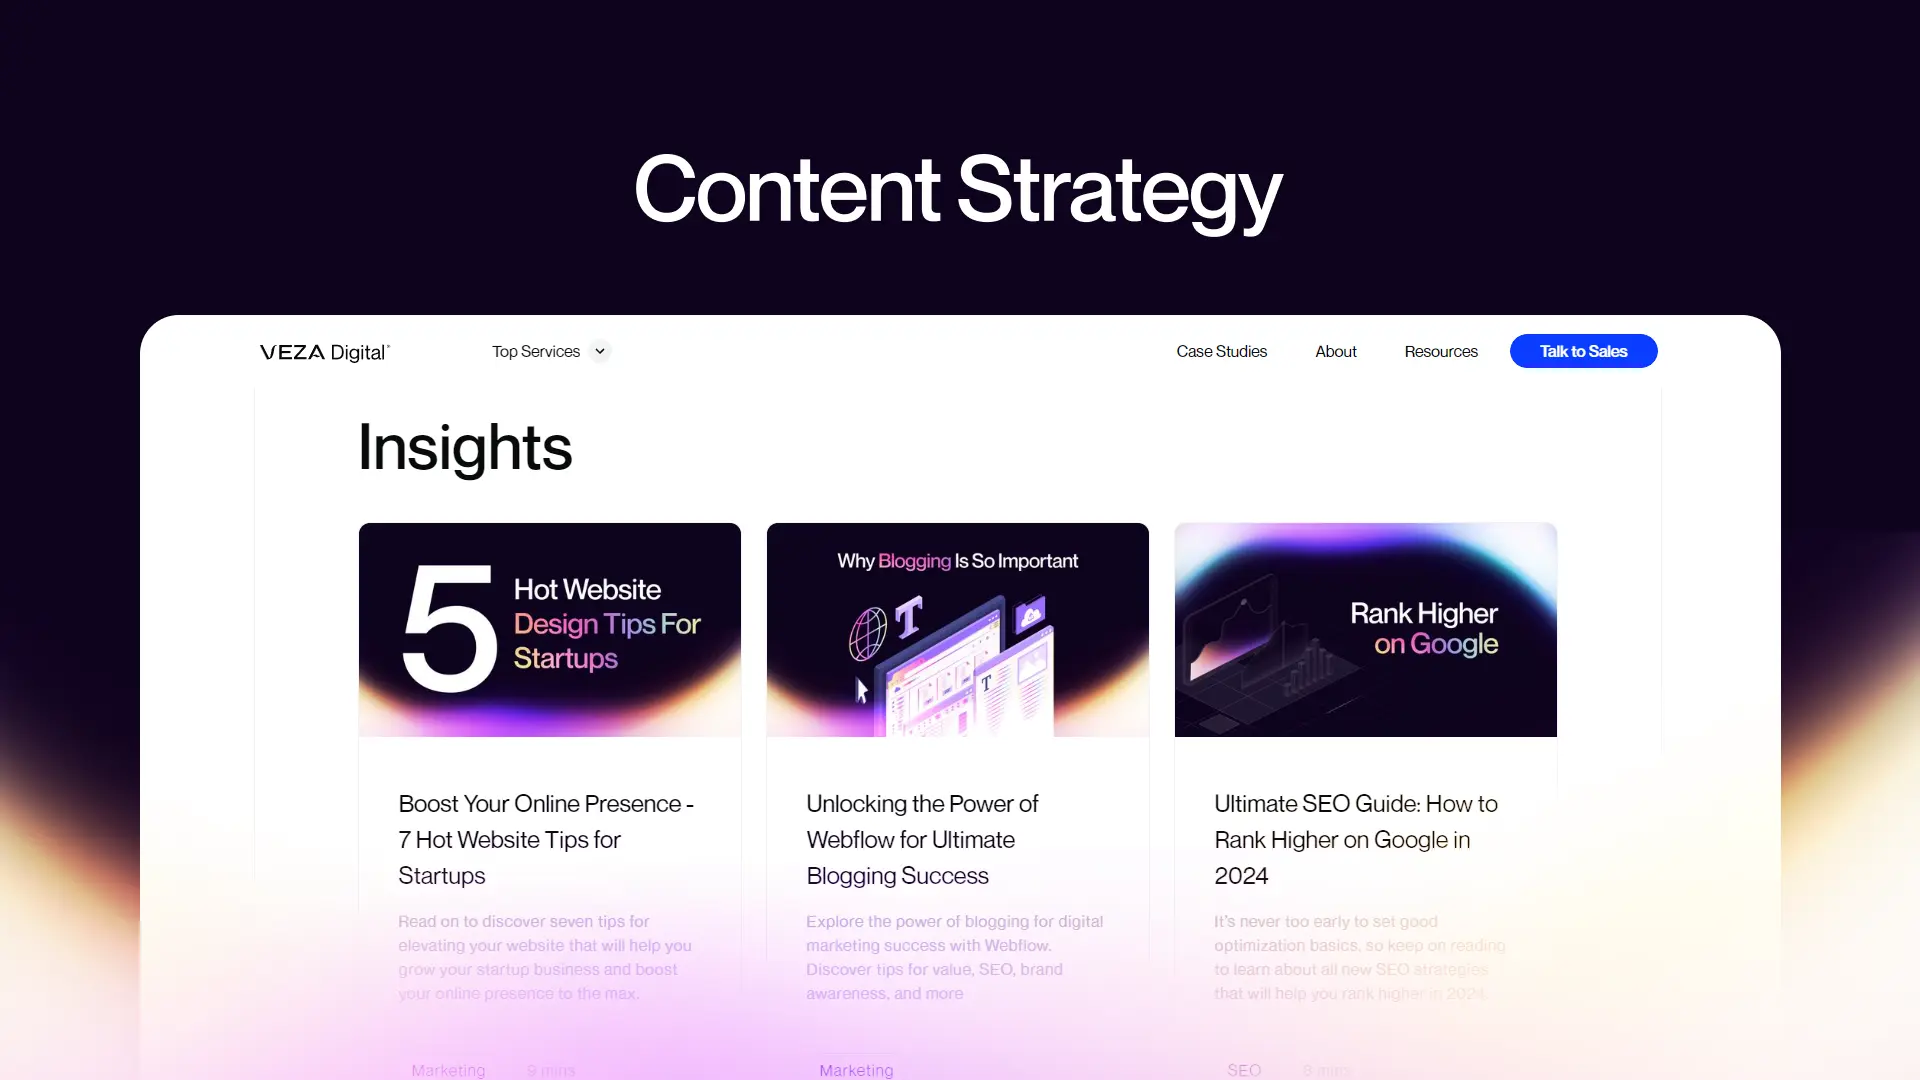 Content Strategy
VEZA Digital
Top Services
Case Studies
About
Resources
Talk to Sales
Insights
5
Hot Website
Design Tips For
Startups
Boost Your Online Presence -
7 Hot Website Tips for
Startups
Read on to discover seven tips for
elevating your website that will help you
grow your startup business and boost
your online presence to the max.
Marketing
9 mins
Why Blogging Is So Important
T
T
Unlocking the Power of
Webflow for Ultimate
Blogging Success
Explore the power of blogging for digital
marketing success with Webflow.
Discover tips for value, SEO, brand
awareness, and more
Marketing
Rank Higher
on Google
Ultimate SEO Guide: How to
Rank Higher on Google in
2024
It's never too early to set good
optimization basics, so keep on reading
to learn about all new SEO strategies
that will help you rank higher in 2024.
SEO
8 mins